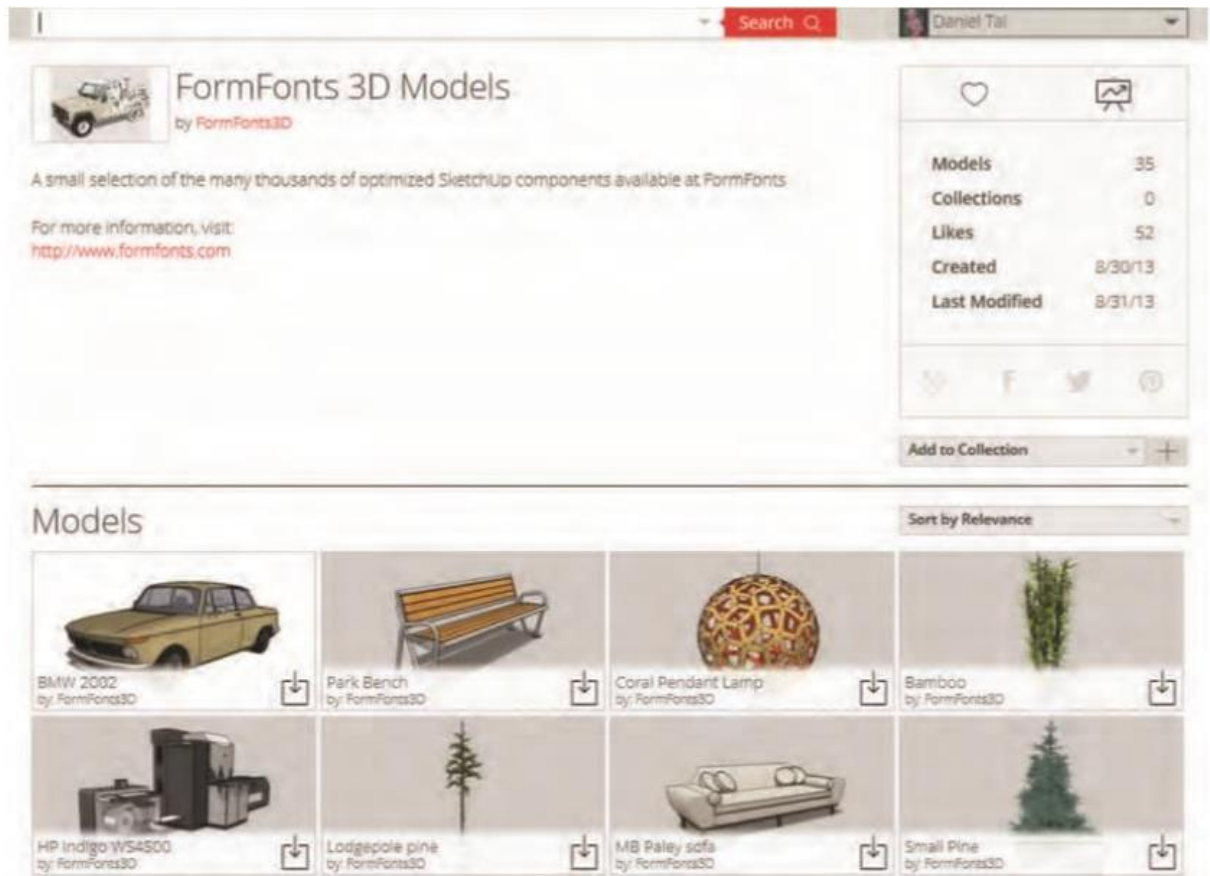 Search
Daniel Tal
FormFonts 3D Models
by FormFonts3D
A small selection of the many thousands of optimized SketchUp components available at FormFonts
For more information, visit:
http://www.formfonts.com
Models 35
Collections 0
Likes 52
Created 8/30/13
Last Modified 8/31/13
Add to Collection
Models
Sort by Relevance
BMW 2002
by: FormFonts3D
Park Bench
by: FormFonts3D
Coral Pendant Lamp
by: FormFonts3D
Bamboo
by: FormFonts3D
HP Indigo WS4500
by: FormFonts3D
Lodgepole pine
by: FormFonts3D
MB Paley sofa
by: FormFonts3D
Small Pine
by: FormFonts3D